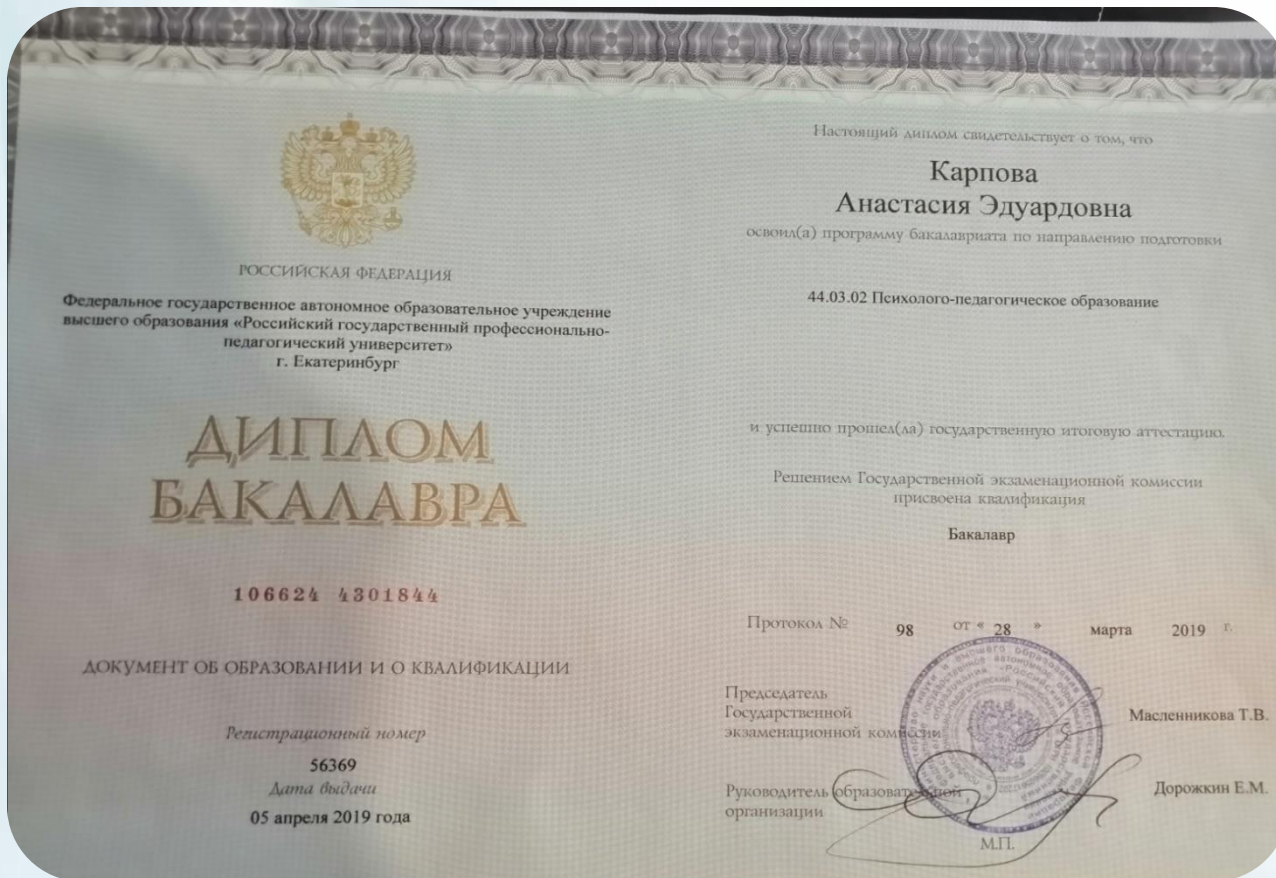 РОССИЙСКАЯ ФЕДЕРАЦИЯ
Федеральное государственное автономное образовательное учреждение
высшего образования «Российский государственный профессионально-
педагогический университет»
г. Екатеринбург
ДИПЛОМ
БАКАЛАВРА
106624 4301844
ДОКУМЕНТ ОБ ОБРАЗОВАНИИ И О КВАЛИФИКАЦИИ
Регистрационный номер
56369
Дата выдачи
05 апреля 2019 года
Настоящий диплом свидетельствует о том, что
Карпова
Анастасия Эдуардовна
освоил(а) программу бакалавриата по направлению подготовки
44.03.02 Психолого-педагогическое образование
и успешно прошел(ла) государственную итоговую аттестацию.
Решением Государственной экзаменационной комиссии
присвоена квалификация
Бакалавр
Протокол № 98 от « 28 » марта 2019 г.
Председатель
Государственной
экзаменационной комиссии
Масленникова Т.В.
Руководитель образовательной
организации
Дорожкин Е.М.
М.П.